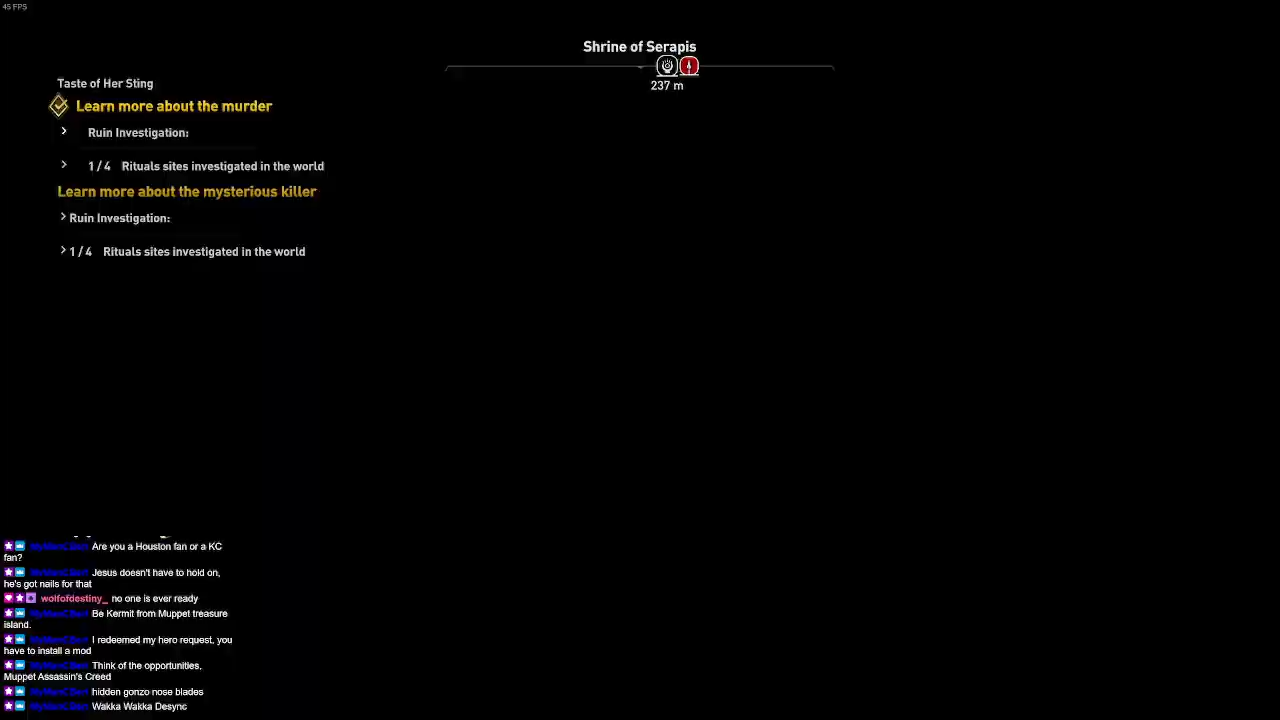 45 FPS
Shrine of Serapis
237 m
Taste of Her Sting
Learn more about the murder
Ruin Investigation:
1 / 4 Rituals sites investigated in the world
Learn more about the mysterious killer
Ruin Investigation:
1 / 4 Rituals sites investigated in the world
Are you a Houston fan or a KC
fan?
Jesus doesn't have to hold on,
he's got nails for that
wolfofdestiny_ no one is ever ready
Be Kermit from Muppet treasure
island.
I redeemed my hero request, you
have to install a mod
Think of the opportunities,
Muppet Assassin's Creed
hidden gonzo nose blades
Wakka Wakka Desync